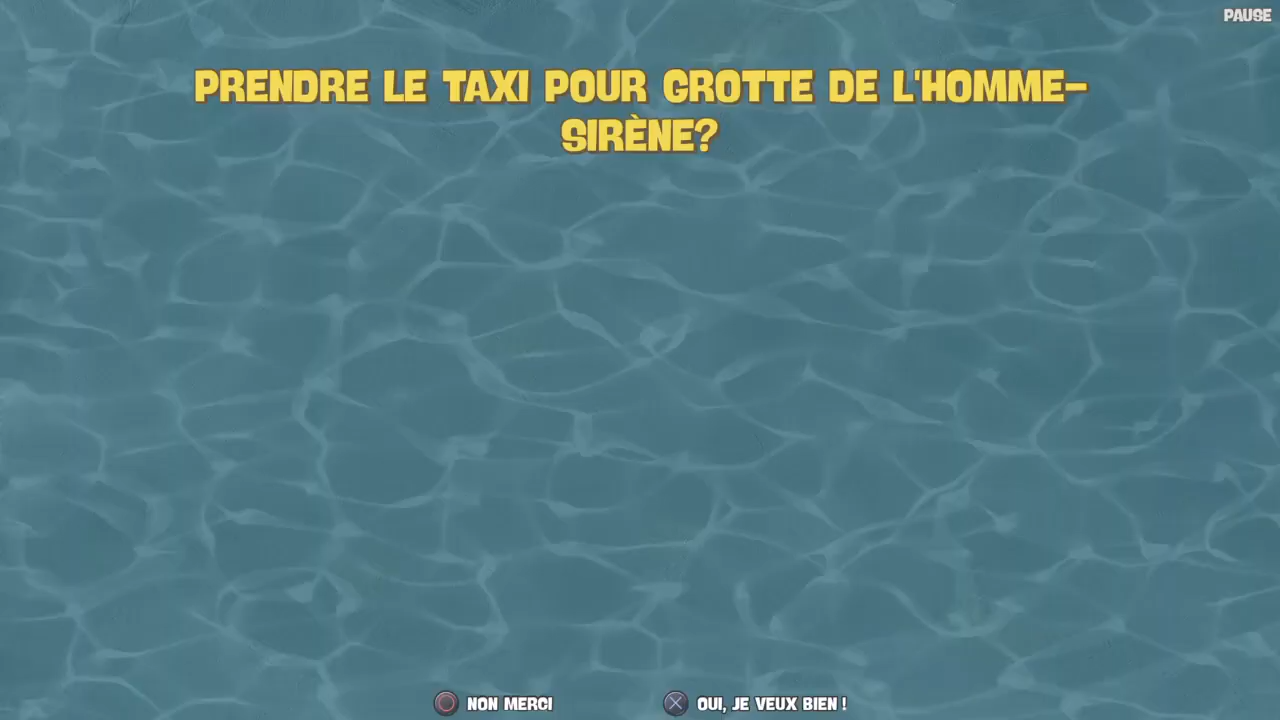 PAUSE
PRENDRE LE TAXI POUR GROTTE DE L'HOMME-
SIRÈNE?
NON MERCI
OUI, JE VEUX BIEN !